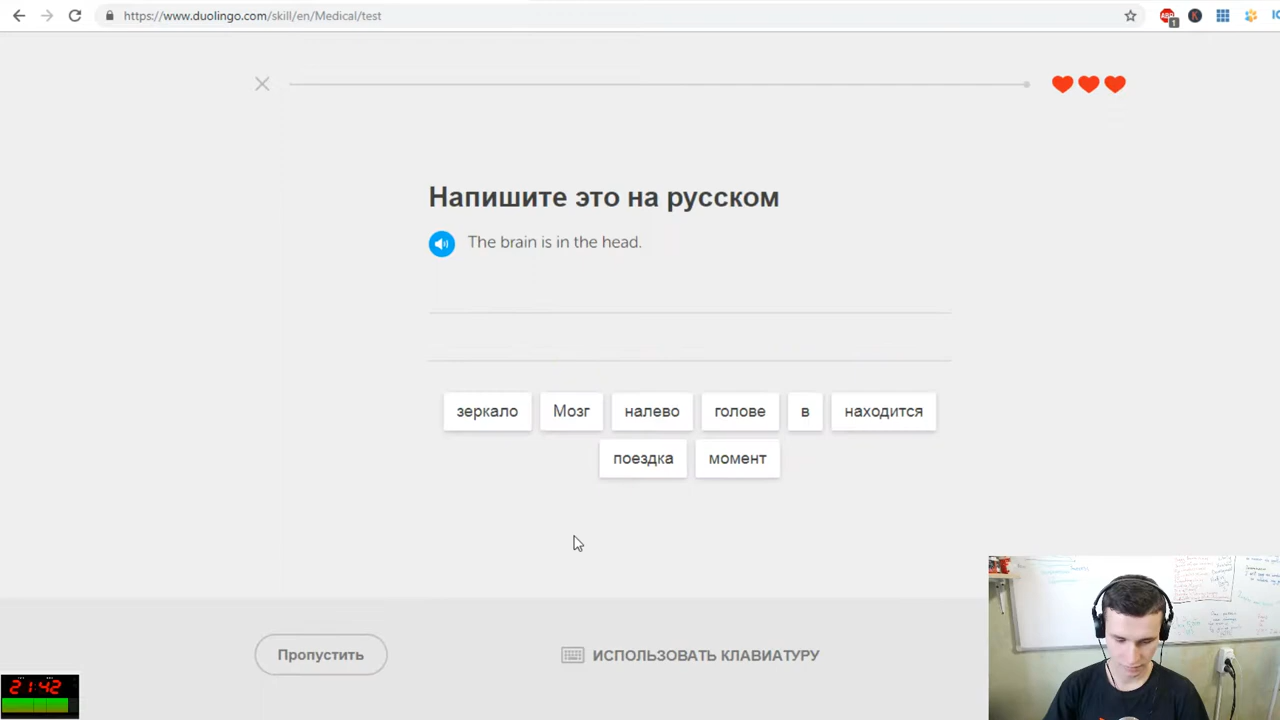 https://www.duolingo.com/skill/en/Medical/test
Напишите это на русском
The brain is in the head.
зеркало Мозг налево голове в находится
поездка момент
Пропустить ИСПОЛЬЗОВАТЬ КЛАВИАТУРУ
21:42